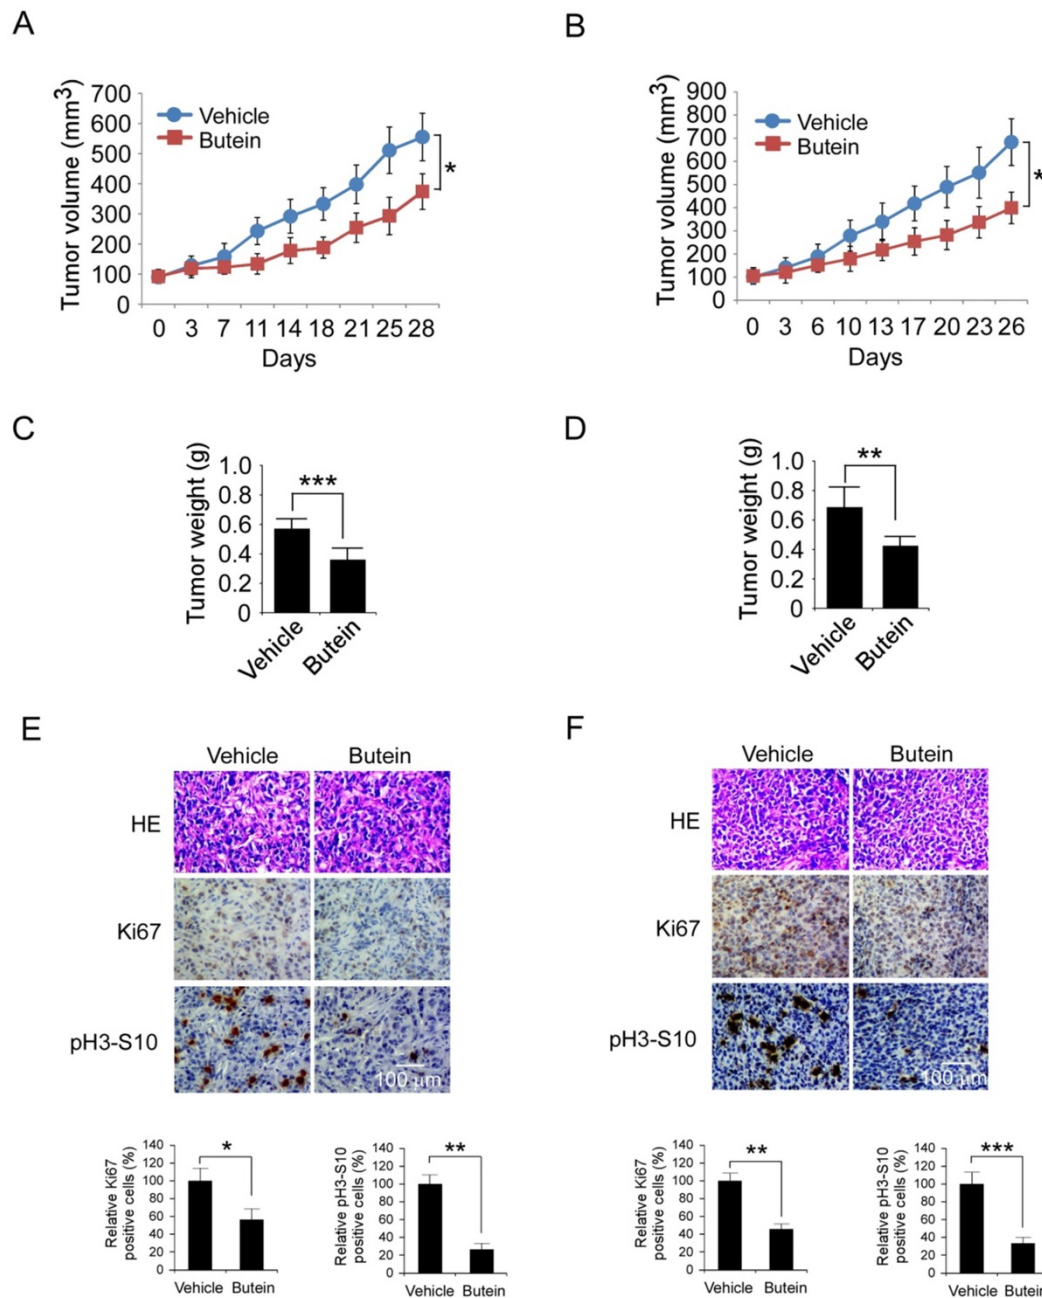 A
Tumor volume (mm3)
700
600
500
400
300
200
100
0
Vehicle
Butein
*
0 3 7 11 14 18 21 25 28
Days
B
Tumor volume (mm3)
900
800
700
600
500
400
300
200
100
0
Vehicle
Butein
*
0 3 6 10 13 17 20 23 26
Days
C
Tumor weight (g)
1.0
0.8
0.6
0.4
0.2
0
***
Vehicle Butein
D
Tumor weight (g)
1.0
0.8
0.6
0.4
0.2
0
**
Vehicle Butein
E
Vehicle Butein
HE
Ki67
pH3-S10
100 μm
Relative Ki67
positive cells (%)
140
120
100
80
60
40
20
0
*
Vehicle Butein
Relative pH3-S10
positive cells (%)
140
120
100
80
60
40
20
0
**
Vehicle Butein
F
Vehicle Butein
HE
Ki67
pH3-S10
100 μm
Relative Ki67
positive cells (%)
140
120
100
80
60
40
20
0
**
Vehicle Butein
Relative pH3-S10
positive cells (%)
140
120
100
80
60
40
20
0
***
Vehicle Butein